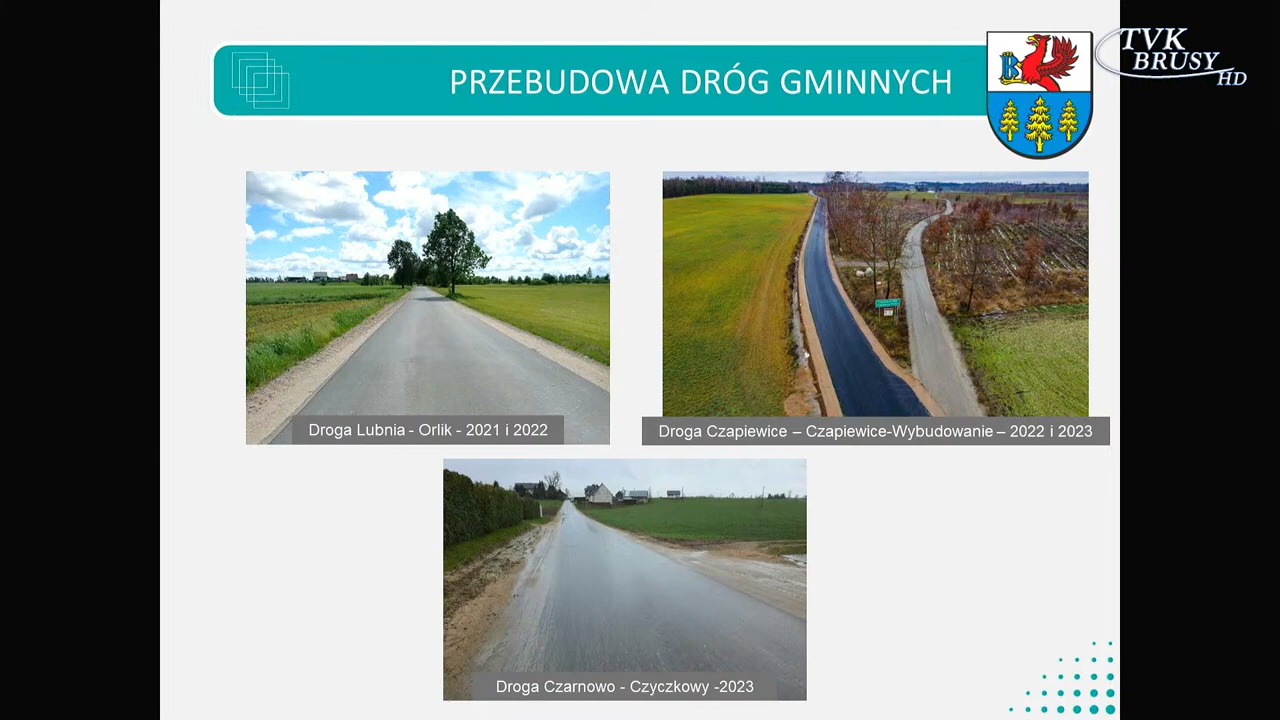 PRZEBUDOWA DRÓG GMINNYCH
B
TVK
BRUSY
HD
Droga Lubnia - Orlik - 2021 i 2022
Droga Czapiewice – Czapiewice-Wybudowanie – 2022 i 2023
Droga Czarnowo - Czyczkowy -2023